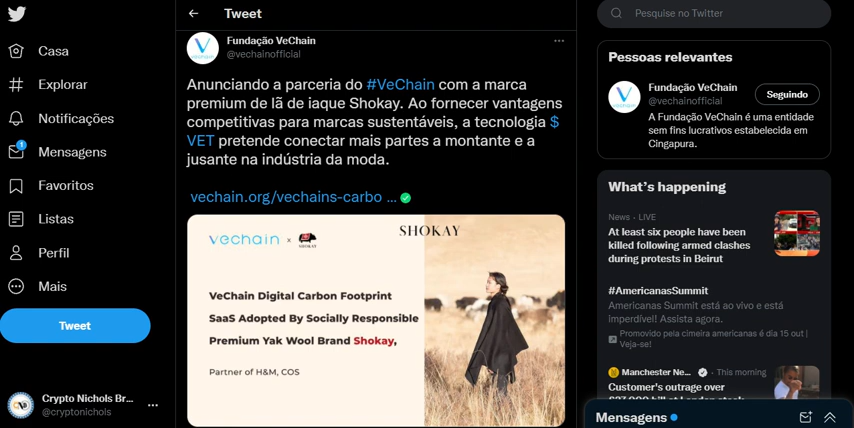 Tweet
Pesquise no Twitter
Casa
Explorar
Notificações
1
Mensagens
Favoritos
Listas
Perfil
Mais
Tweet
Crypto Nichols Br...
@cryptonichols
Fundação VeChain
@vechainofficial
Anunciando a parceria do #VeChain com a marca
premium de lã de iaque Shokay. Ao fornecer vantagens
competitivas para marcas sustentáveis, a tecnologia $
VET pretende conectar mais partes a montante e a
jusante na indústria da moda.
vechain.org/vechains-carbo ...
vechain x SHOKAY
SHOKAY
VeChain Digital Carbon Footprint
SaaS Adopted By Socially Responsible
Premium Yak Wool Brand Shokay,
Partner of H&M, COS
Pessoas relevantes
Fundação VeChain
@vechainofficial
Seguindo
A Fundação VeChain é uma entidade
sem fins lucrativos estabelecida em
Cingapura.
What's happening
News · LIVE
At least six people have been
killed following armed clashes
during protests in Beirut
#AmericanasSummit
Americanas Summit está ao vivo e está
imperdível! Assista agora.
Promovido pela cimeira americanas é dia 15 out |
Veja-se!
Manchester Ne... · This morning
Customer's outrage over
Mensagens